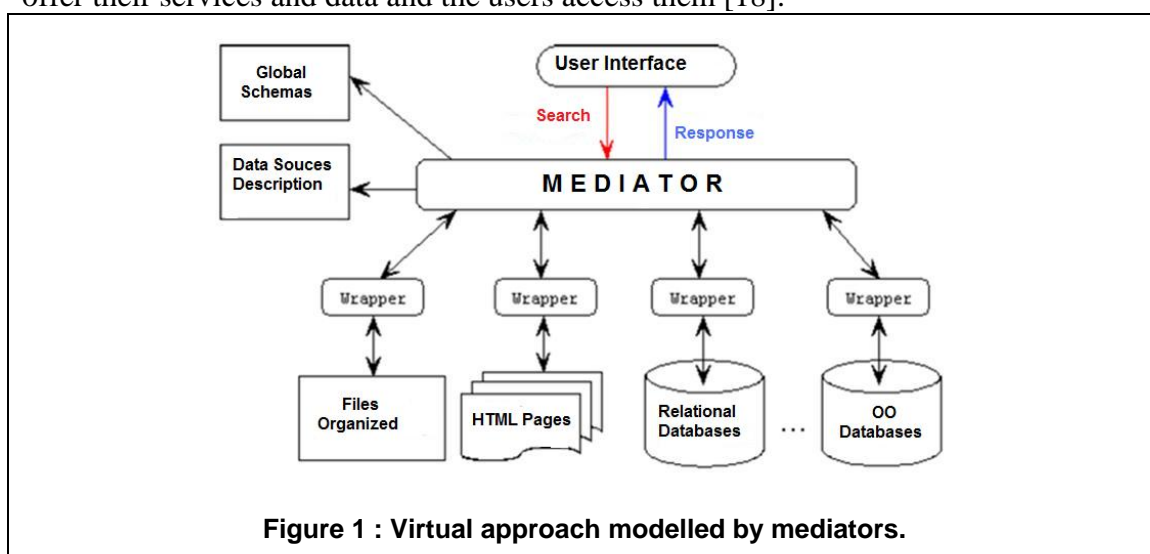 offer their services and data and the users access them [18].
Global
Schemas
User Interface
Search
Response
Data Souces
Description
MEDIATOR
Wrapper
Wrapper
Wrapper
Wrapper
Files
Organized
HTML Pages
Relational
Databases
...
OO
Databases
Figure 1 : Virtual approach modelled by mediators.